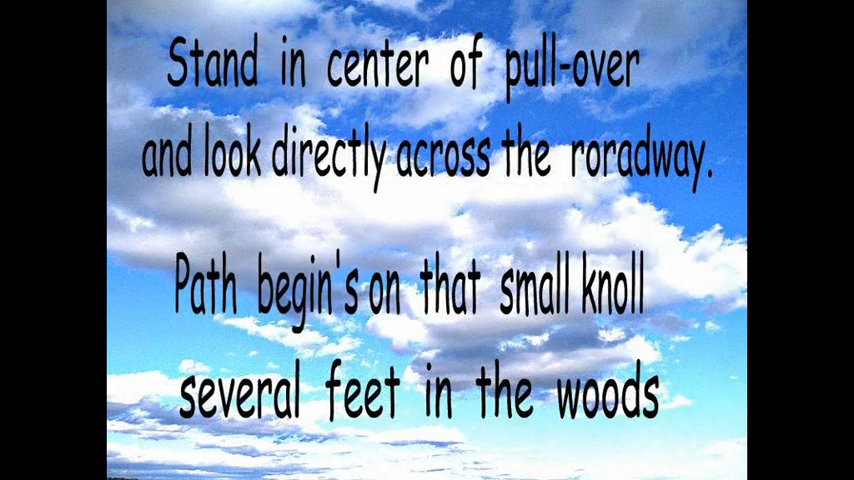 Stand in center of pull-over
and look directly across the roradway.
Path begin's on that small knoll
several feet in the woods